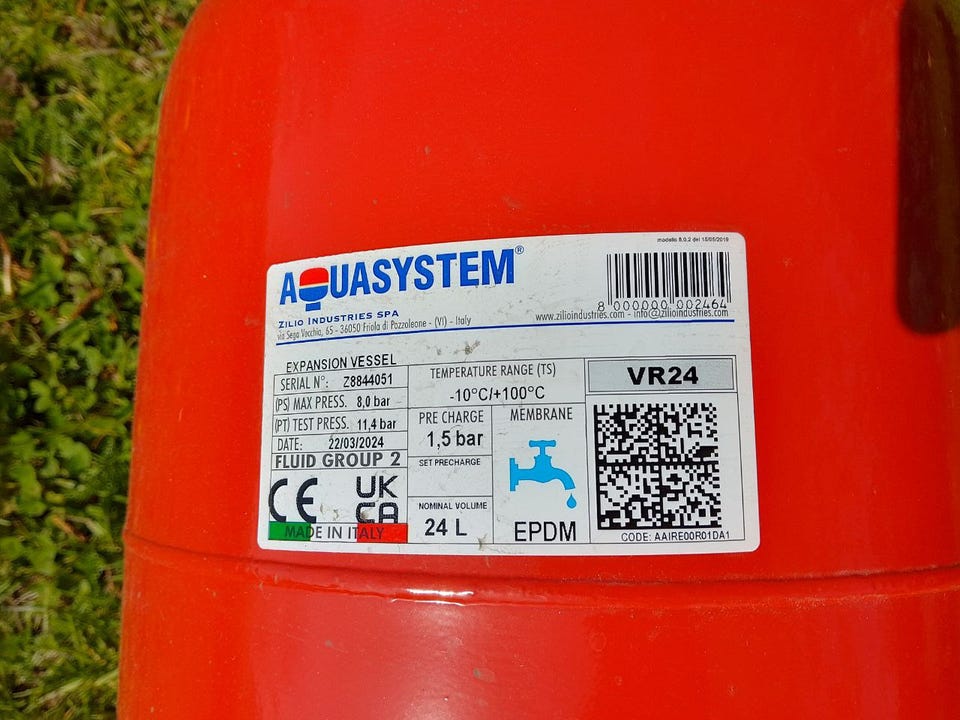 modello 8.0.2 del 15/05/2019
AQUASYSTEM®
ZILIO INDUSTRIES SPA
via Sega Vecchia, 65 - 36050 Friola di Pozzoleone - (VI) - Italy
8 000000 002464
www.zilioindustries.com - info@zilioindustries.com
EXPANSION VESSEL
SERIAL N°: Z8844051
(PS) MAX PRESS. 8,0 bar
(PT) TEST PRESS. 11,4 bar
DATE: 22/03/2024
FLUID GROUP 2
CE UKCA
MADE IN ITALY
TEMPERATURE RANGE (TS)
-10°C/+100°C
PRE CHARGE
1,5 bar
SET PRECHARGE
NOMINAL VOLUME
24 L
MEMBRANE
EPDM
VR24
CODE: AAIRE00R01DA1